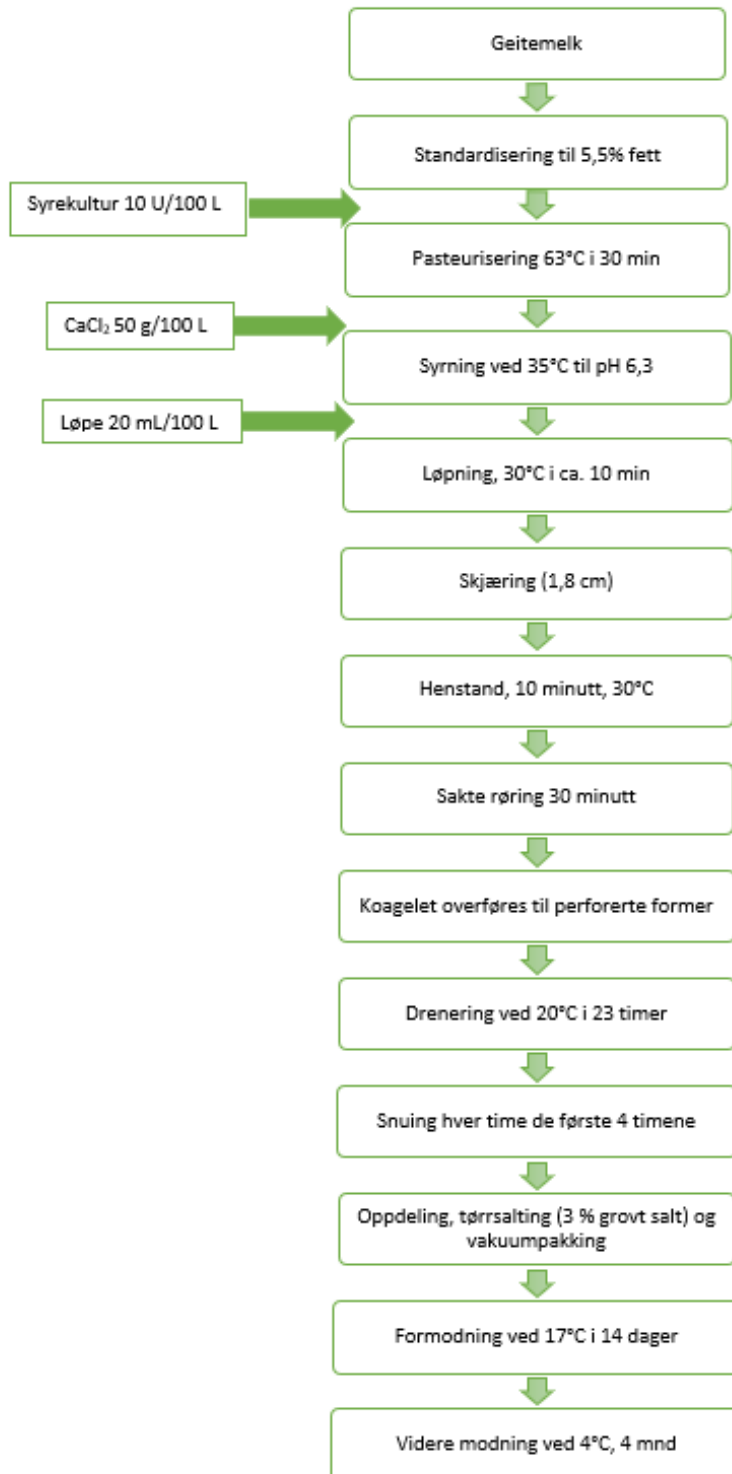 Geitemelk
Standardisering til 5,5% fett
Syrekultur 10 U/100 L
Pasteurisering 63°C i 30 min
CaCl₂ 50 g/100 L
Syrning ved 35°C til pH 6,3
Løpe 20 mL/100 L
Løpning, 30°C i ca. 10 min
Skjæring (1,8 cm)
Henstand, 10 minutt, 30°C
Sakte røring 30 minutt
Koagelet overføres til perforerte former
Drenering ved 20°C i 23 timer
Snuing hver time de første 4 timene
Oppdeling, tørrsalting (3 % grovt salt) og
vakuumpakking
Formodning ved 17°C i 14 dager
Videre modning ved 4°C, 4 mnd